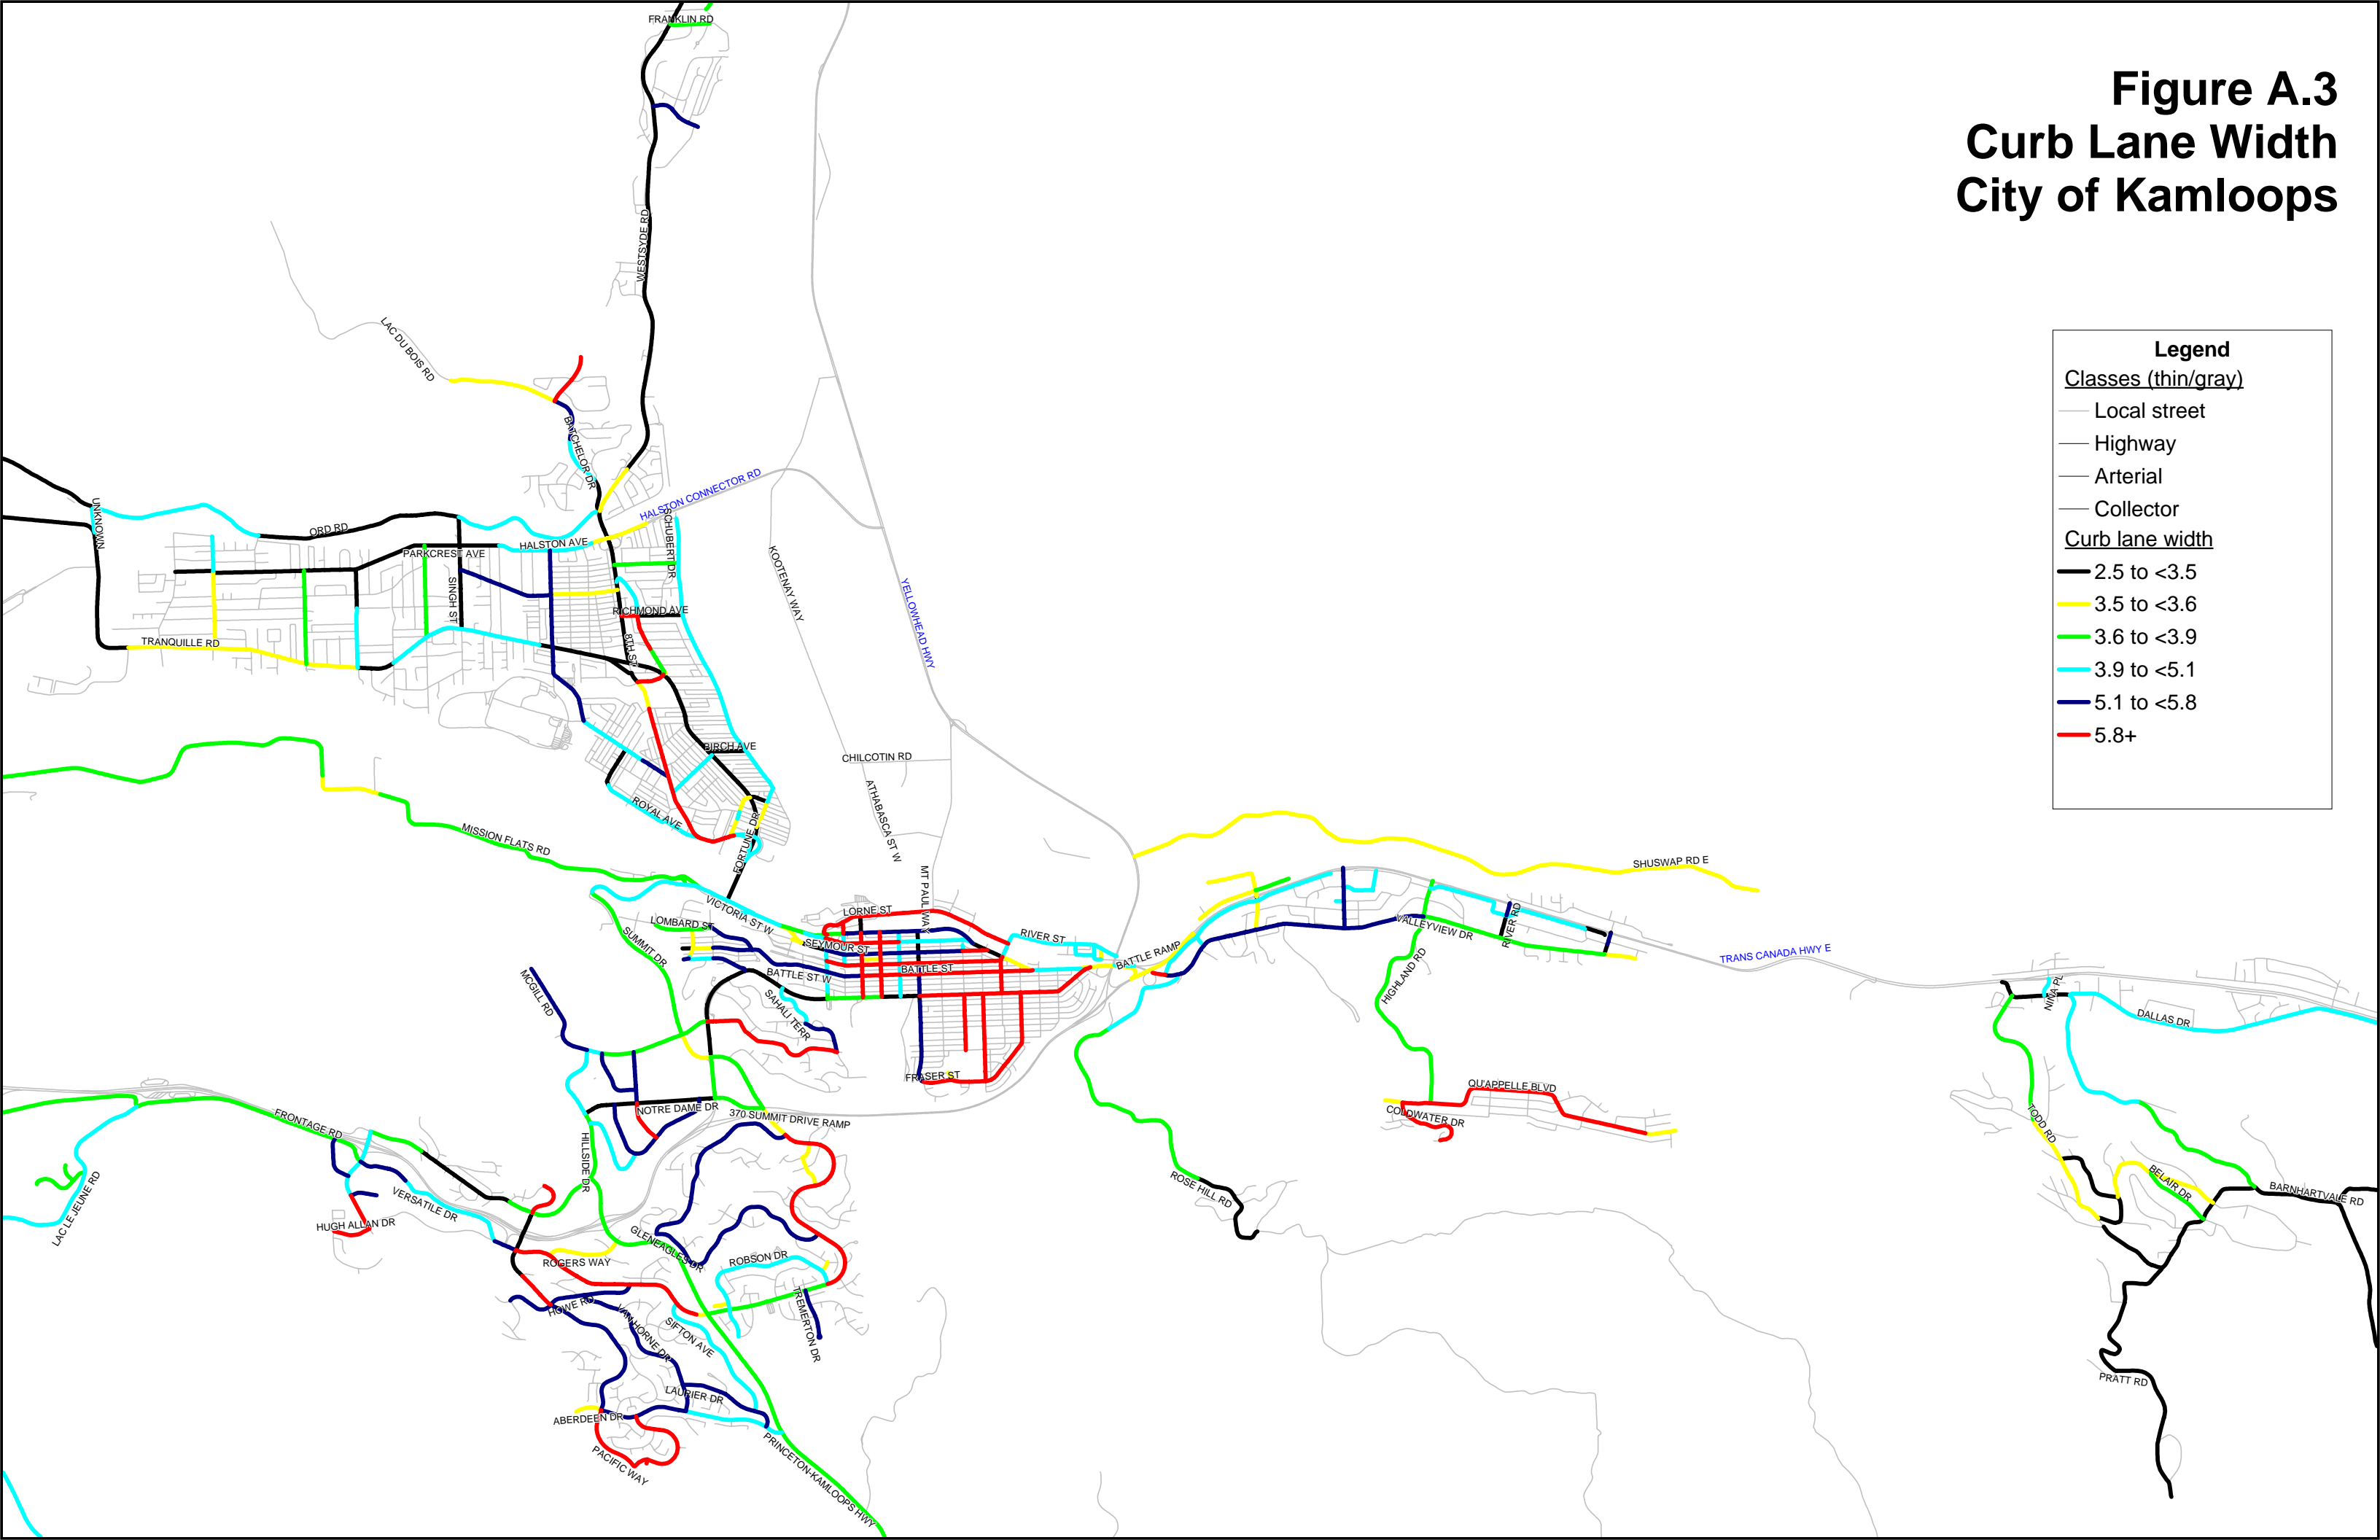 Figure A.3
Curb Lane Width
City of Kamloops
Legend
Classes (thin/gray)
Local street
Highway
Arterial
Collector
Curb lane width
2.5 to <3.5
3.5 to <3.6
3.6 to <3.9
3.9 to <5.1
5.1 to <5.8
5.8+
FRANKLIN RD
WESTSYDE RD
LAC DU BOIS RD
BATCHELOR DR
HALSTON CONNECTOR RD
UNKNOWN
ORD RD
PARKCREST AVE
HALSTON AVE
SCHUBERT DR
SINGH ST
KOOTENAY WAY
YELLOWHEAD HWY
RICHMOND AVE
TRANQUILLE RD
8TH ST
BIRCH AVE
CHILCOTIN RD
ATHABASCA ST W
ROYAL AVE
FORTUNE DR
MISSION FLATS RD
MT PAUL WAY
SHUSWAP RD E
VICTORIA ST W
LORNE ST
LOMBARD ST
SEYMOUR ST
RIVER ST
SUMMIT DR
BATTLE ST W
BATTLE ST
BATTLE RAMP
VALLEYVIEW DR
RIVER RD
TRANS CANADA HWY E
HIGHLAND RD
MCGILL RD
SAHALI TERR
NINA PL
DALLAS DR
FRASER ST
QU'APPELLE BLVD
COLDWATER DR
NOTRE DAME DR
370 SUMMIT DRIVE RAMP
FRONTAGE RD
HILLSIDE DR
TODD RD
LAC LE JEUNE RD
VERSATILE DR
HUGH ALLAN DR
ROSE HILL RD
BELAIR DR
BARNHARTVALE RD
GLENEAGLES DR
ROGERS WAY
ROBSON DR
HOWE RD
VAN HORNE DR
SIFTON AVE
TREMERTON DR
PRATT RD
LAURIER DR
ABERDEEN DR
PACIFIC WAY
PRINCETON-KAMLOOPS HWY